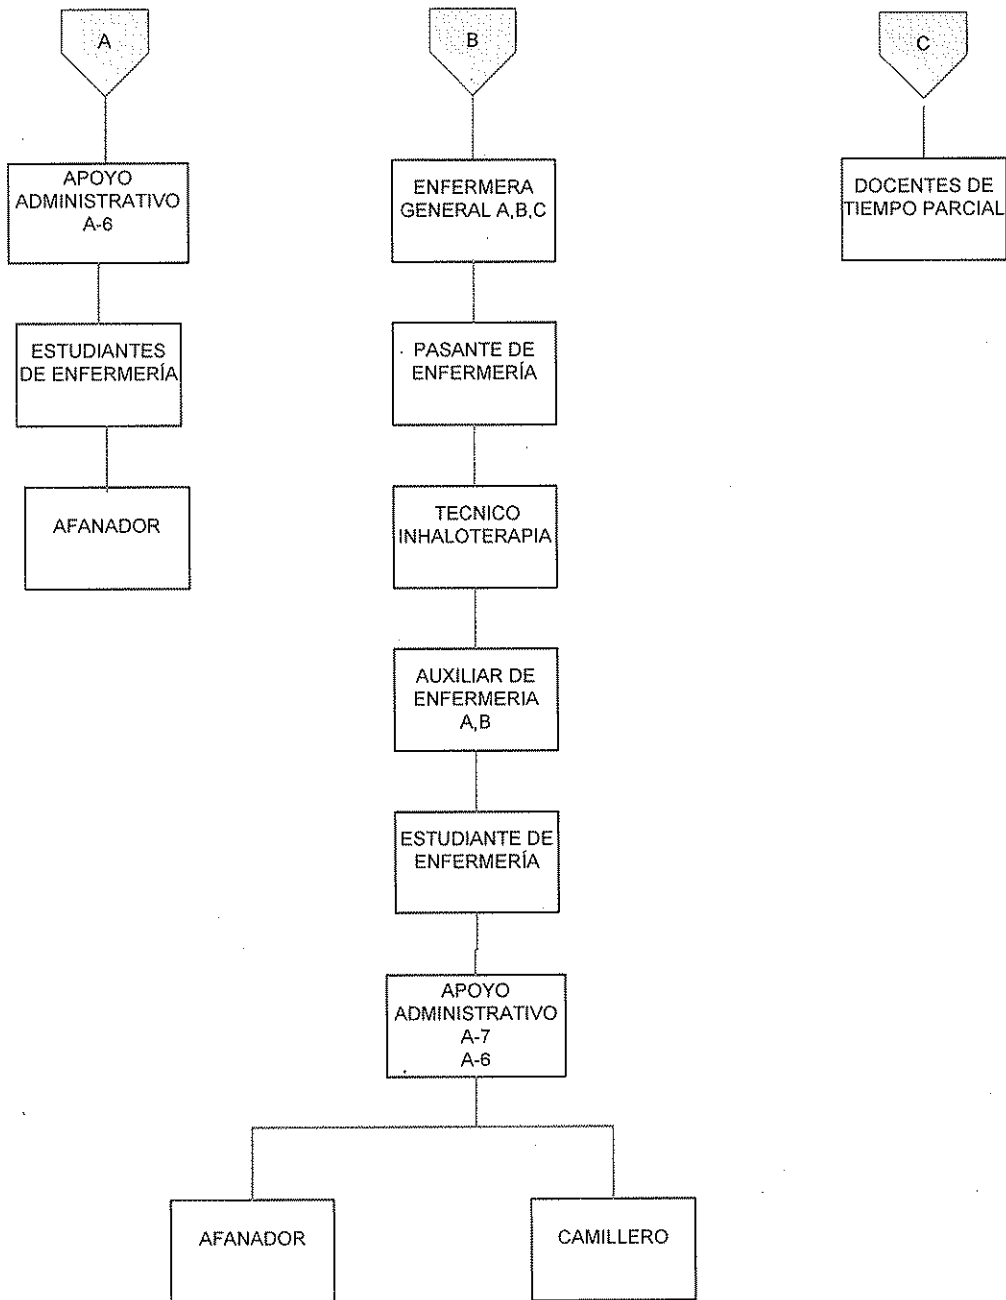 A
APOYO
ADMINISTRATIVO
A-6
ESTUDIANTES
DE ENFERMERÍA
AFANADOR
B
ENFERMERA
GENERAL A,B,C
PASANTE DE
ENFERMERÍA
TECNICO
INHALOTERAPIA
AUXILIAR DE
ENFERMERIA
A,B
ESTUDIANTE DE
ENFERMERÍA
APOYO
ADMINISTRATIVO
A-7
A-6
AFANADOR
CAMILLERO
C
DOCENTES DE
TIEMPO PARCIAL